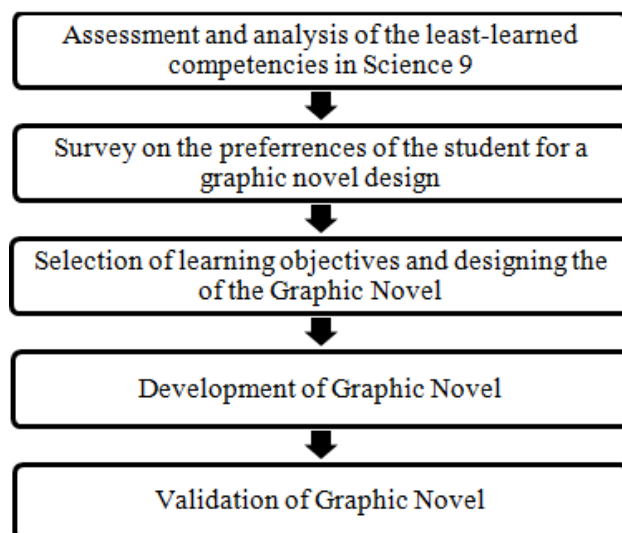 Assessment and analysis of the least-learned
competencies in Science 9
Survey on the preferrences of the student for a
graphic novel design
Selection of learning objectives and designing the
of the Graphic Novel
Development of Graphic Novel
Validation of Graphic Novel